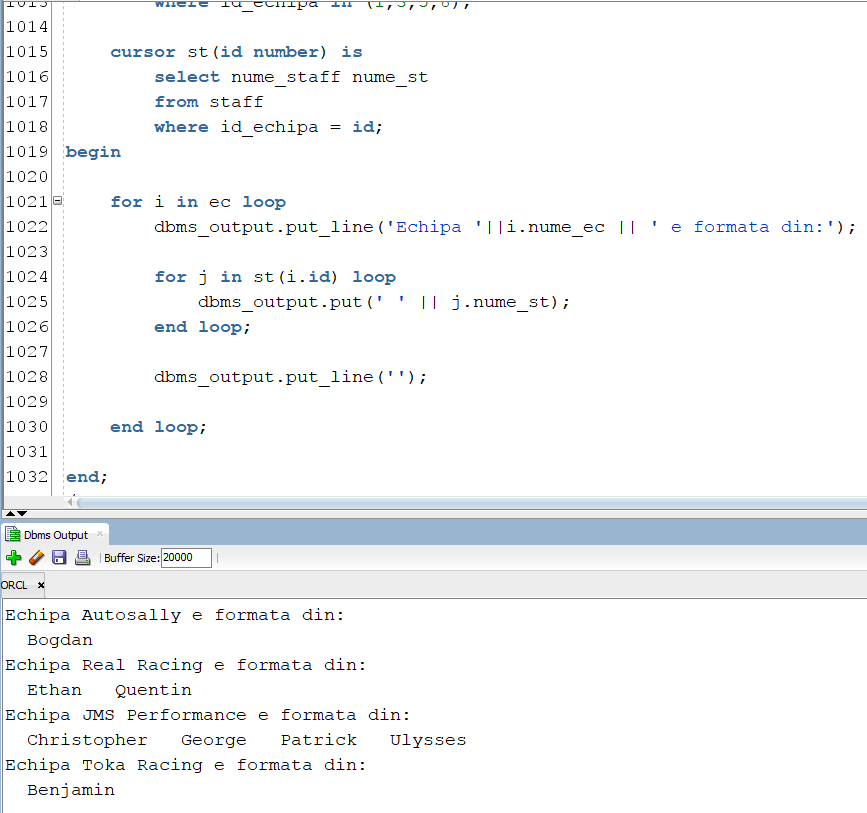 1013         where id_echipa in (1,3,5,6);
1014
1015     cursor st(id number) is
1016         select nume_staff nume_st
1017         from staff
1018         where id_echipa = id;
1019 begin
1020
1021     for i in ec loop
1022         dbms_output.put_line('Echipa '||i.nume_ec || ' e formata din:');
1023
1024         for j in st(i.id) loop
1025             dbms_output.put('  ' || j.nume_st);
1026         end loop;
1027
1028         dbms_output.put_line('');
1029
1030     end loop;
1031
1032 end;
Dbms Output ×
Buffer Size: 20000
ORCL ×
Echipa Autosally e formata din:
  Bogdan
Echipa Real Racing e formata din:
  Ethan   Quentin
Echipa JMS Performance e formata din:
  Christopher   George   Patrick   Ulysses
Echipa Toka Racing e formata din:
  Benjamin